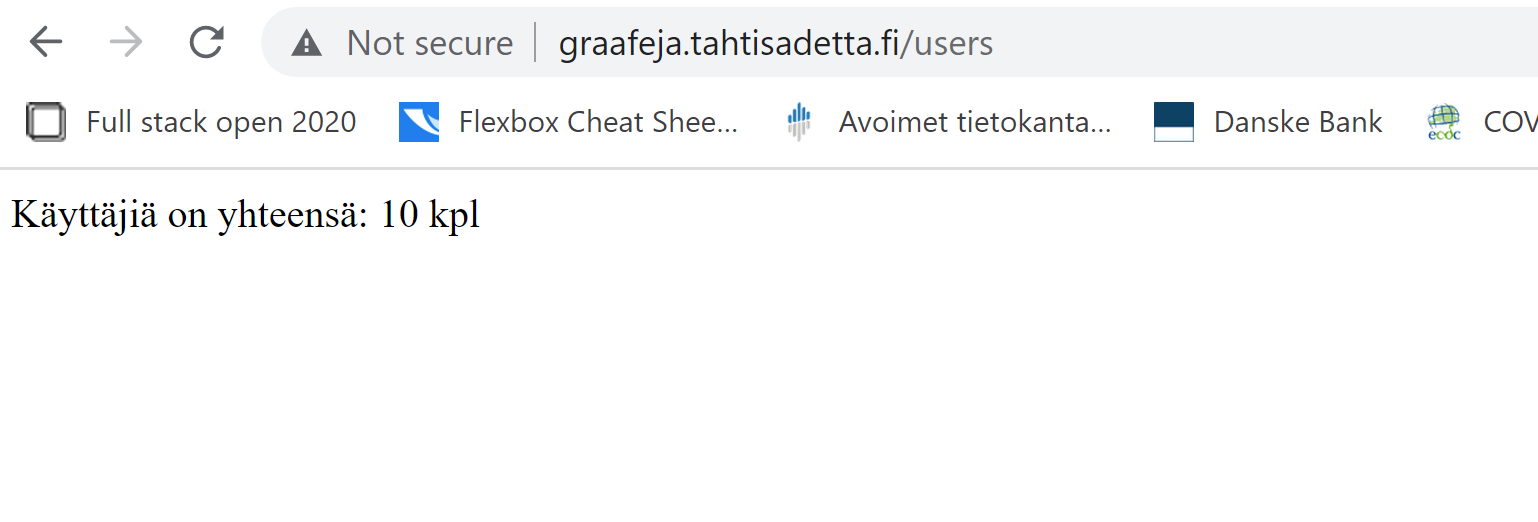 Not secure graafeja.tahtisadetta.fi/users
Full stack open 2020 Flexbox Cheat Shee... Avoimet tietokanta... Danske Bank ecdc COV
Käyttäjiä on yhteensä: 10 kpl